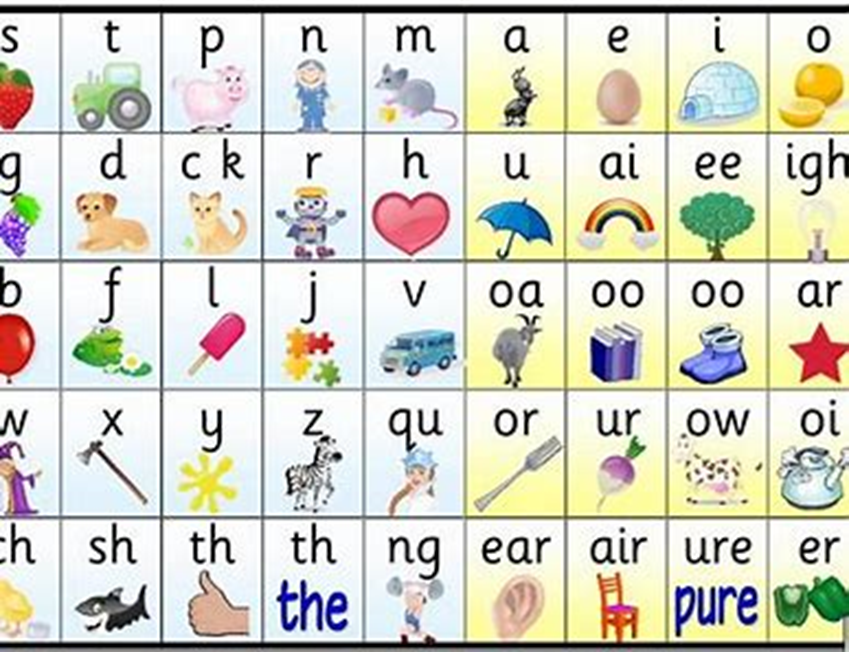 s t p n m a e i o
g d c k r h u ai ee igh
b f l j v oa oo oo ar
w x y z qu or ur ow oi
ch sh th th ng ear air ure er
the pure